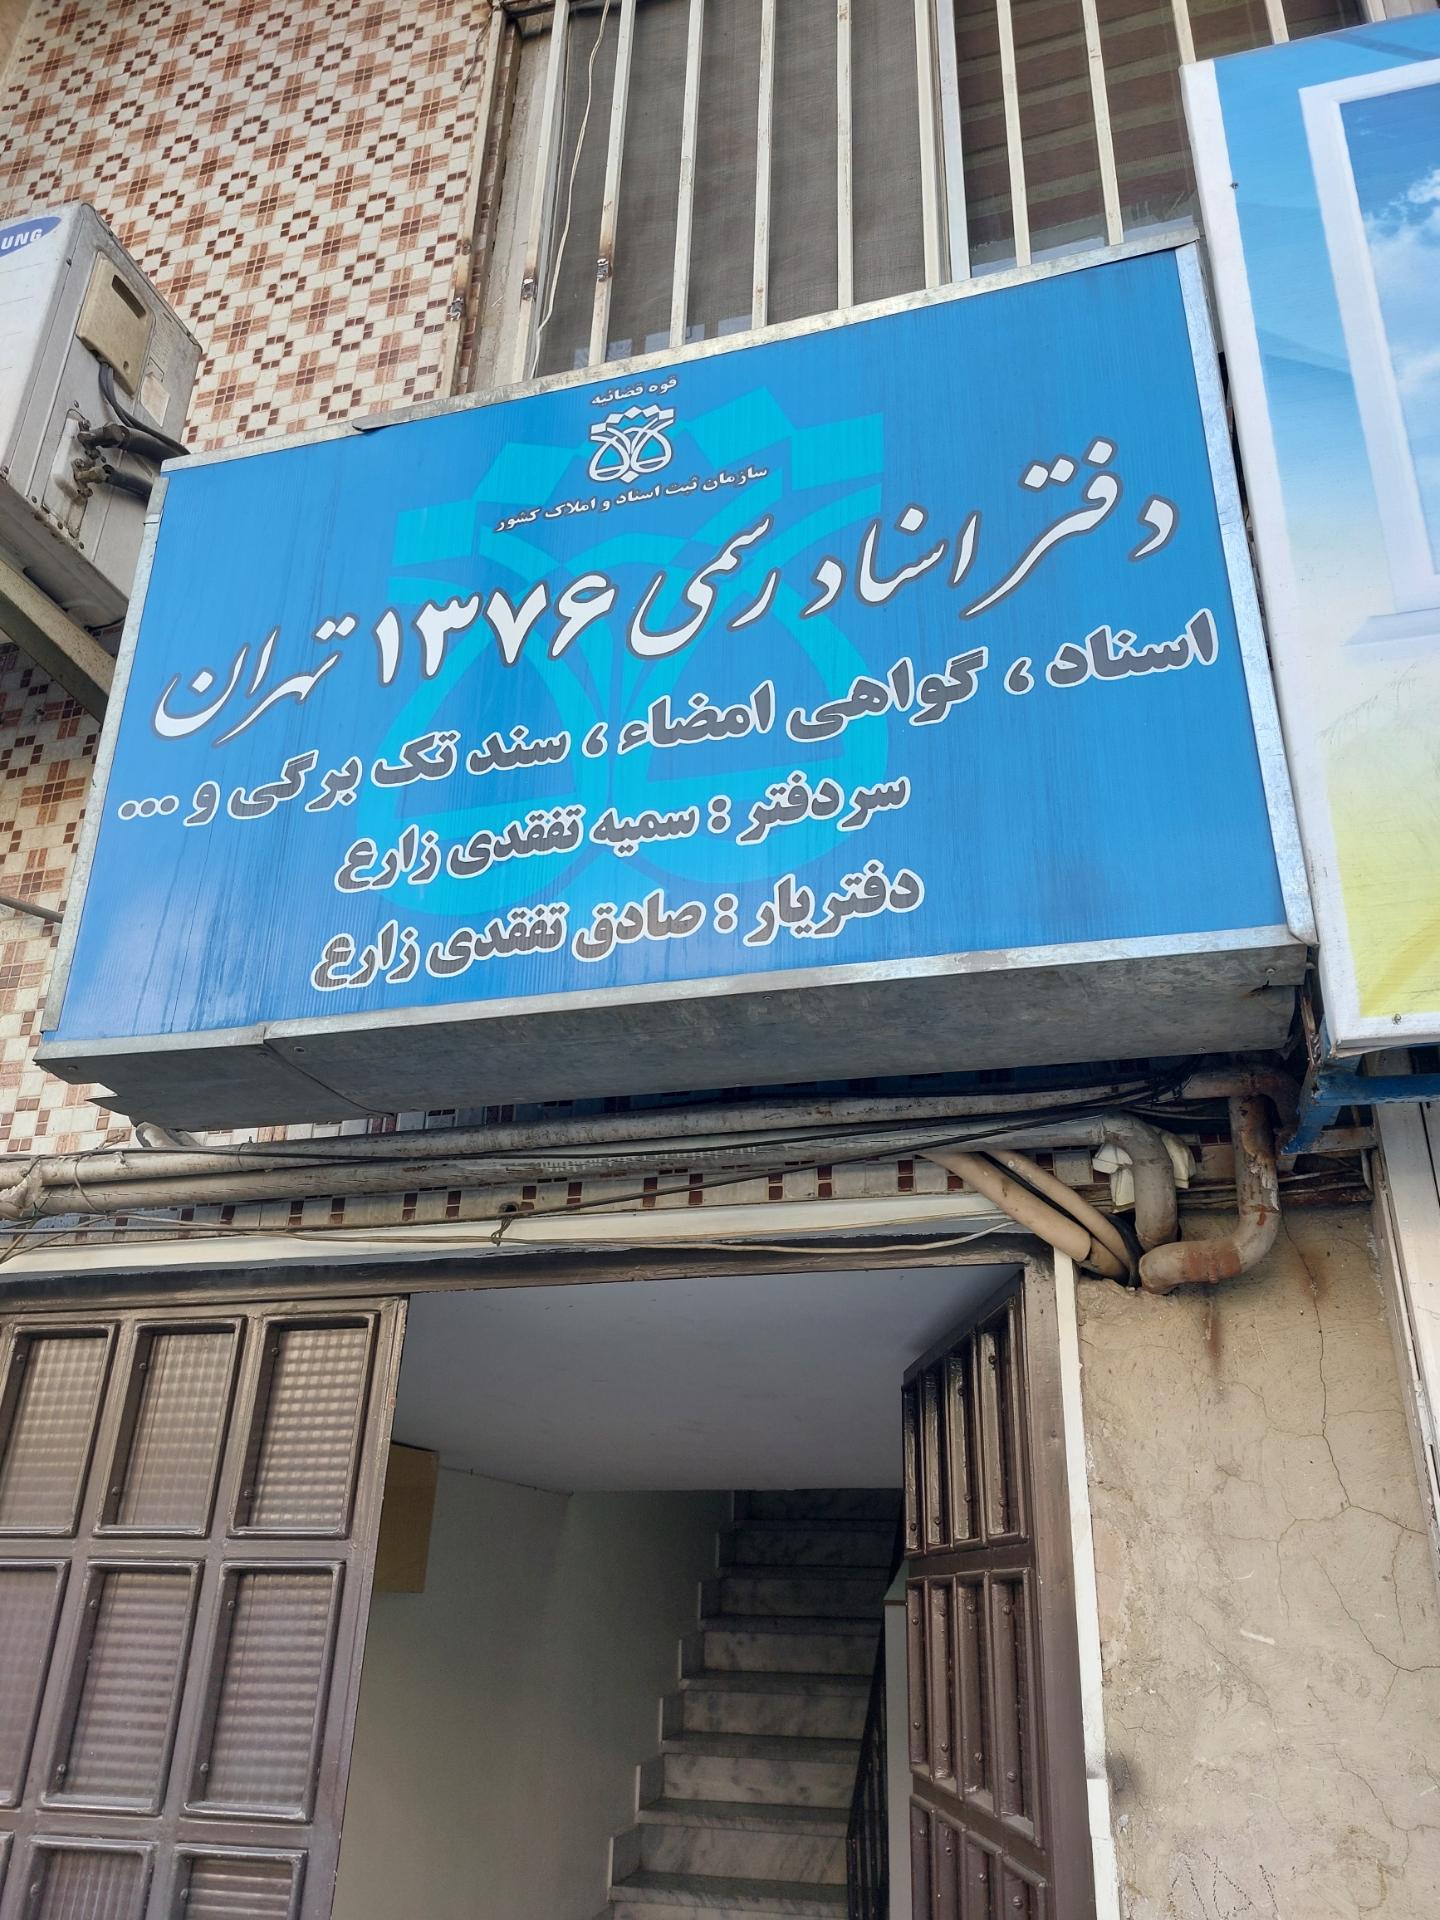 UNG
قوه قضائیه
سازمان ثبت اسناد و املاک کشور
دفتر اسناد رسمی ۱۳۷۶ تهران
اسناد ، گواهی امضاء ، سند تک برگی و ...
سردفتر : سمیه تفقدی زارع
دفتریار : صادق تفقدی زارع